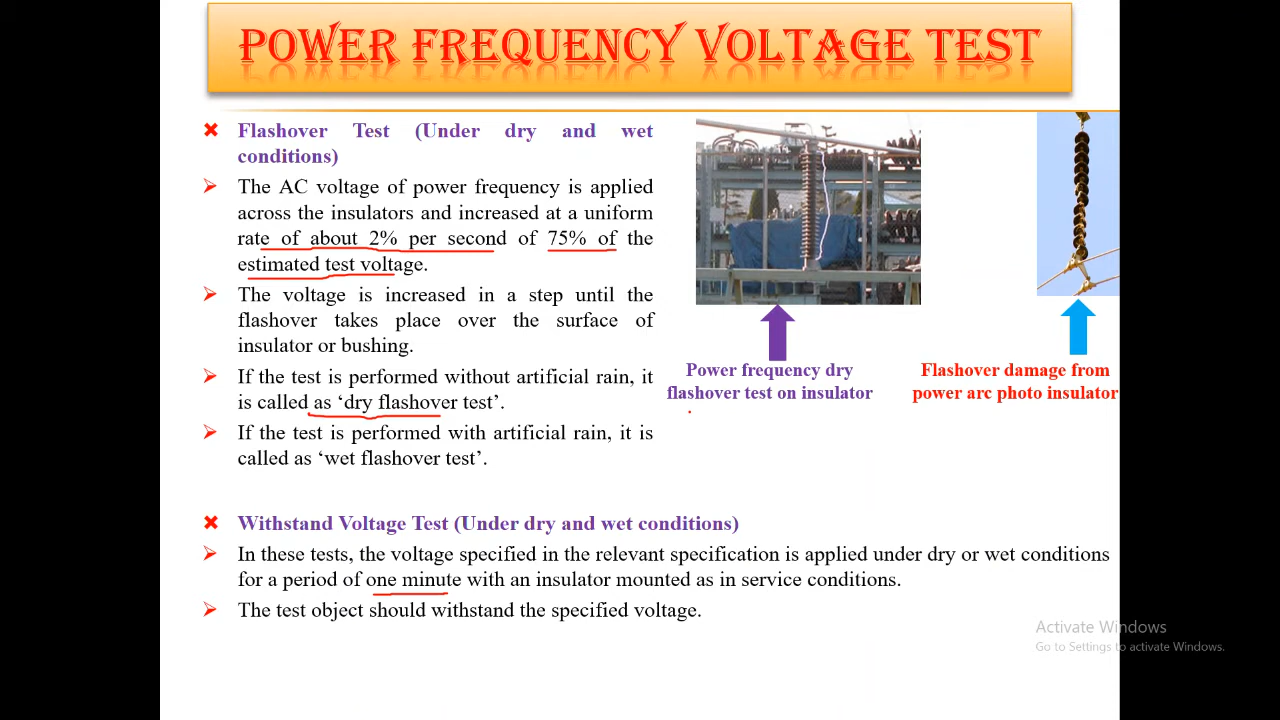 POWER FREQUENCY VOLTAGE TEST
Flashover Test (Under dry and wet
conditions)
The AC voltage of power frequency is applied
across the insulators and increased at a uniform
rate of about 2% per second of 75% of the
estimated test voltage.
The voltage is increased in a step until the
flashover takes place over the surface of
insulator or bushing.
If the test is performed without artificial rain, it
is called as ‘dry flashover test’.
If the test is performed with artificial rain, it is
called as ‘wet flashover test’.
Power frequency dry
flashover test on insulator
Flashover damage from
power arc photo insulator
Withstand Voltage Test (Under dry and wet conditions)
In these tests, the voltage specified in the relevant specification is applied under dry or wet conditions
for a period of one minute with an insulator mounted as in service conditions.
The test object should withstand the specified voltage.
Activate Windows
Go to Settings to activate Windows.